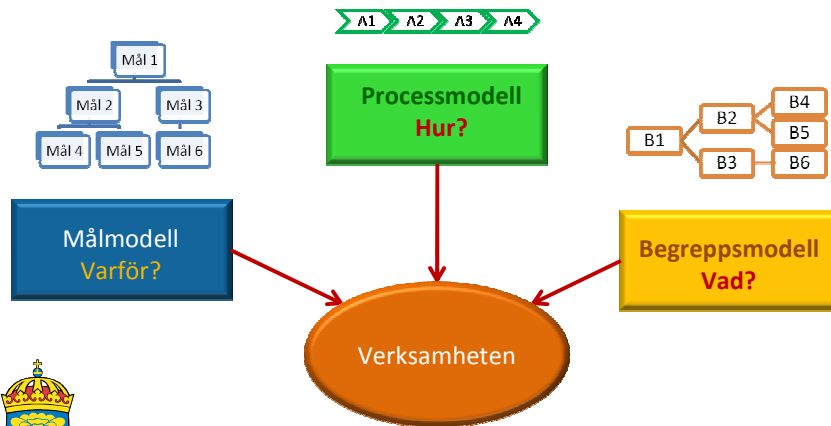 A1 A2 A3 A4
Mål 1
Mål 2 Mål 3
Mål 4 Mål 5 Mål 6
Processmodell
Hur?
B1
B2
B3
B4
B5
B6
Målmodell
Varför?
Begreppsmodell
Vad?
Verksamheten